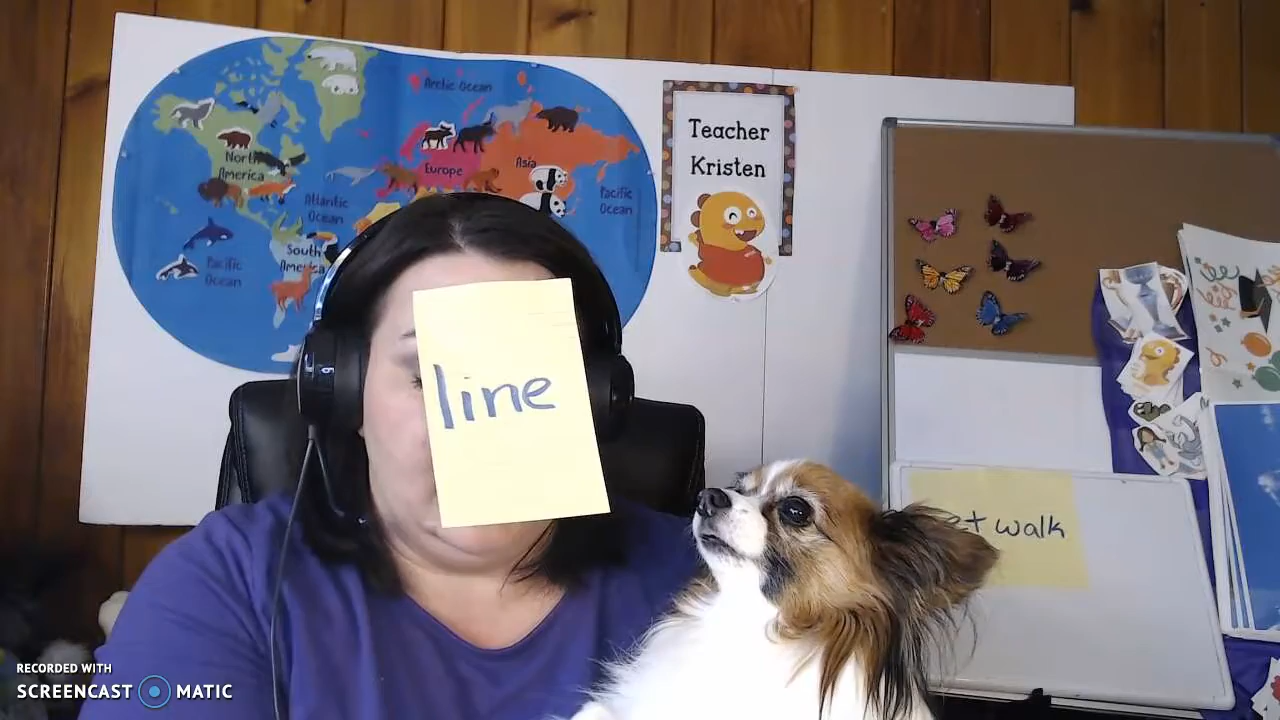 Arctic Ocean
North
America
Europe
Asia
Atlantic
Ocean
Pacific
Ocean
South
America
Pacific
Ocean
Teacher
Kristen
line
walk
RECORDED WITH
SCREENCAST MATIC